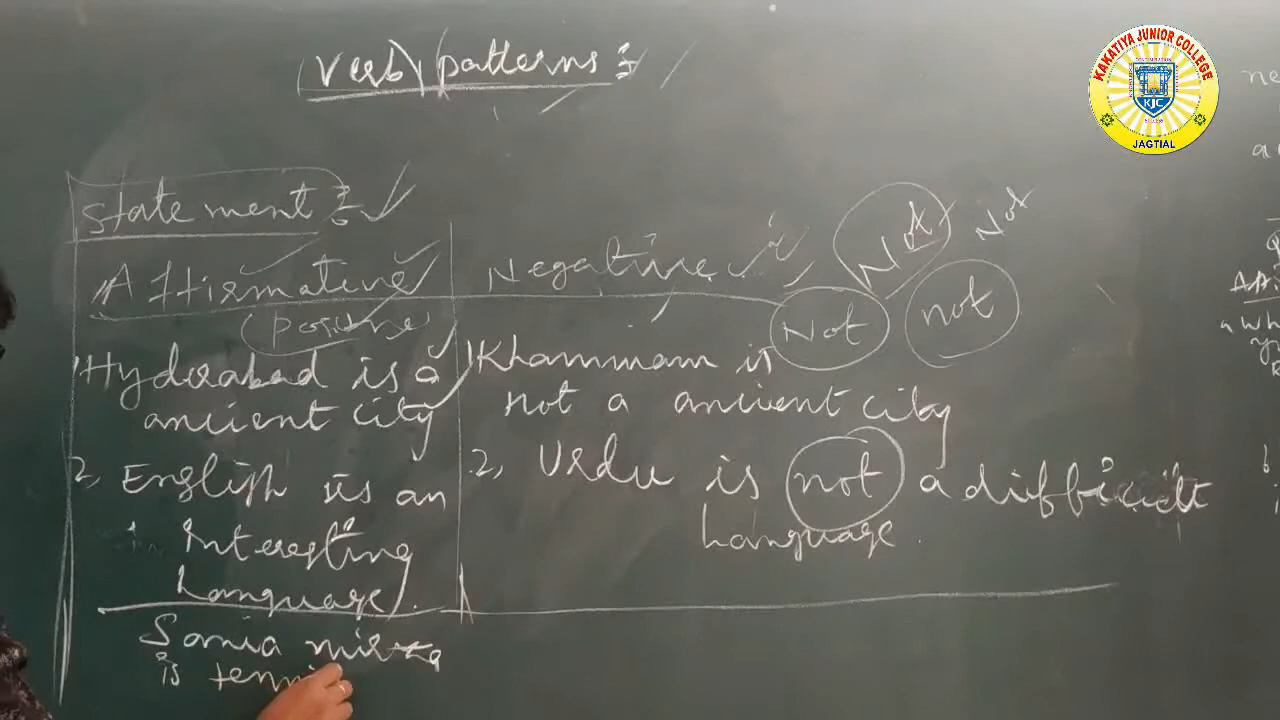 Verb patterns :
Statement :
Affirmative
(positive)
1) Hyderabad is a
ancient city
2, English is an
Interesting
Language.
Sania mirza
is tenni
Negative
Not
Not
Not
not
1) Khammam is
not a ancient city
2, Urdu is not a difficult
Language.
KAKATIYA JUNIOR COLLEGE
KJC
JAGTIAL